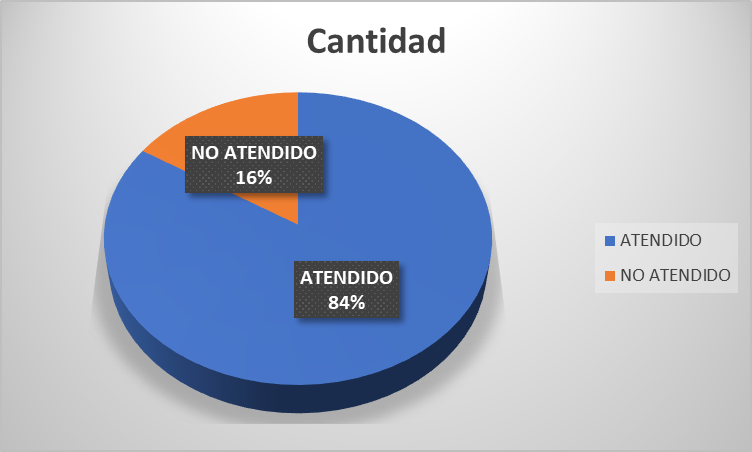 Cantidad
NO ATENDIDO
16%
ATENDIDO
84%
ATENDIDO
NO ATENDIDO